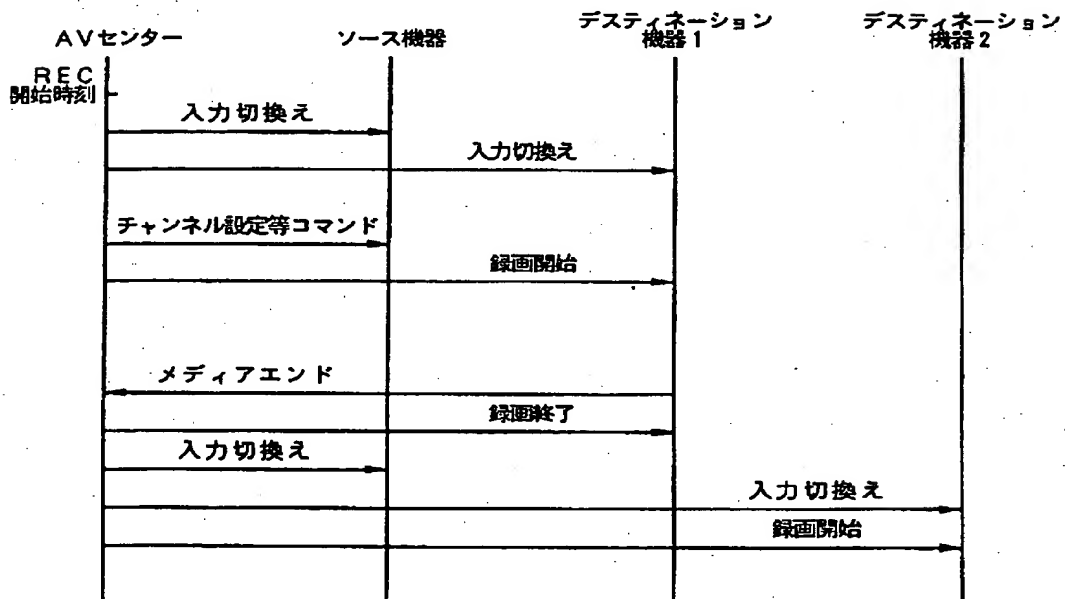 AVセンター
ソース機器
デスティネーション
機器1
デスティネーション
機器2
REC
開始時刻
入力切換え
入力切換え
チャンネル設定等コマンド
録画開始
メディアエンド
録画終了
入力切換え
入力切換え
録画開始